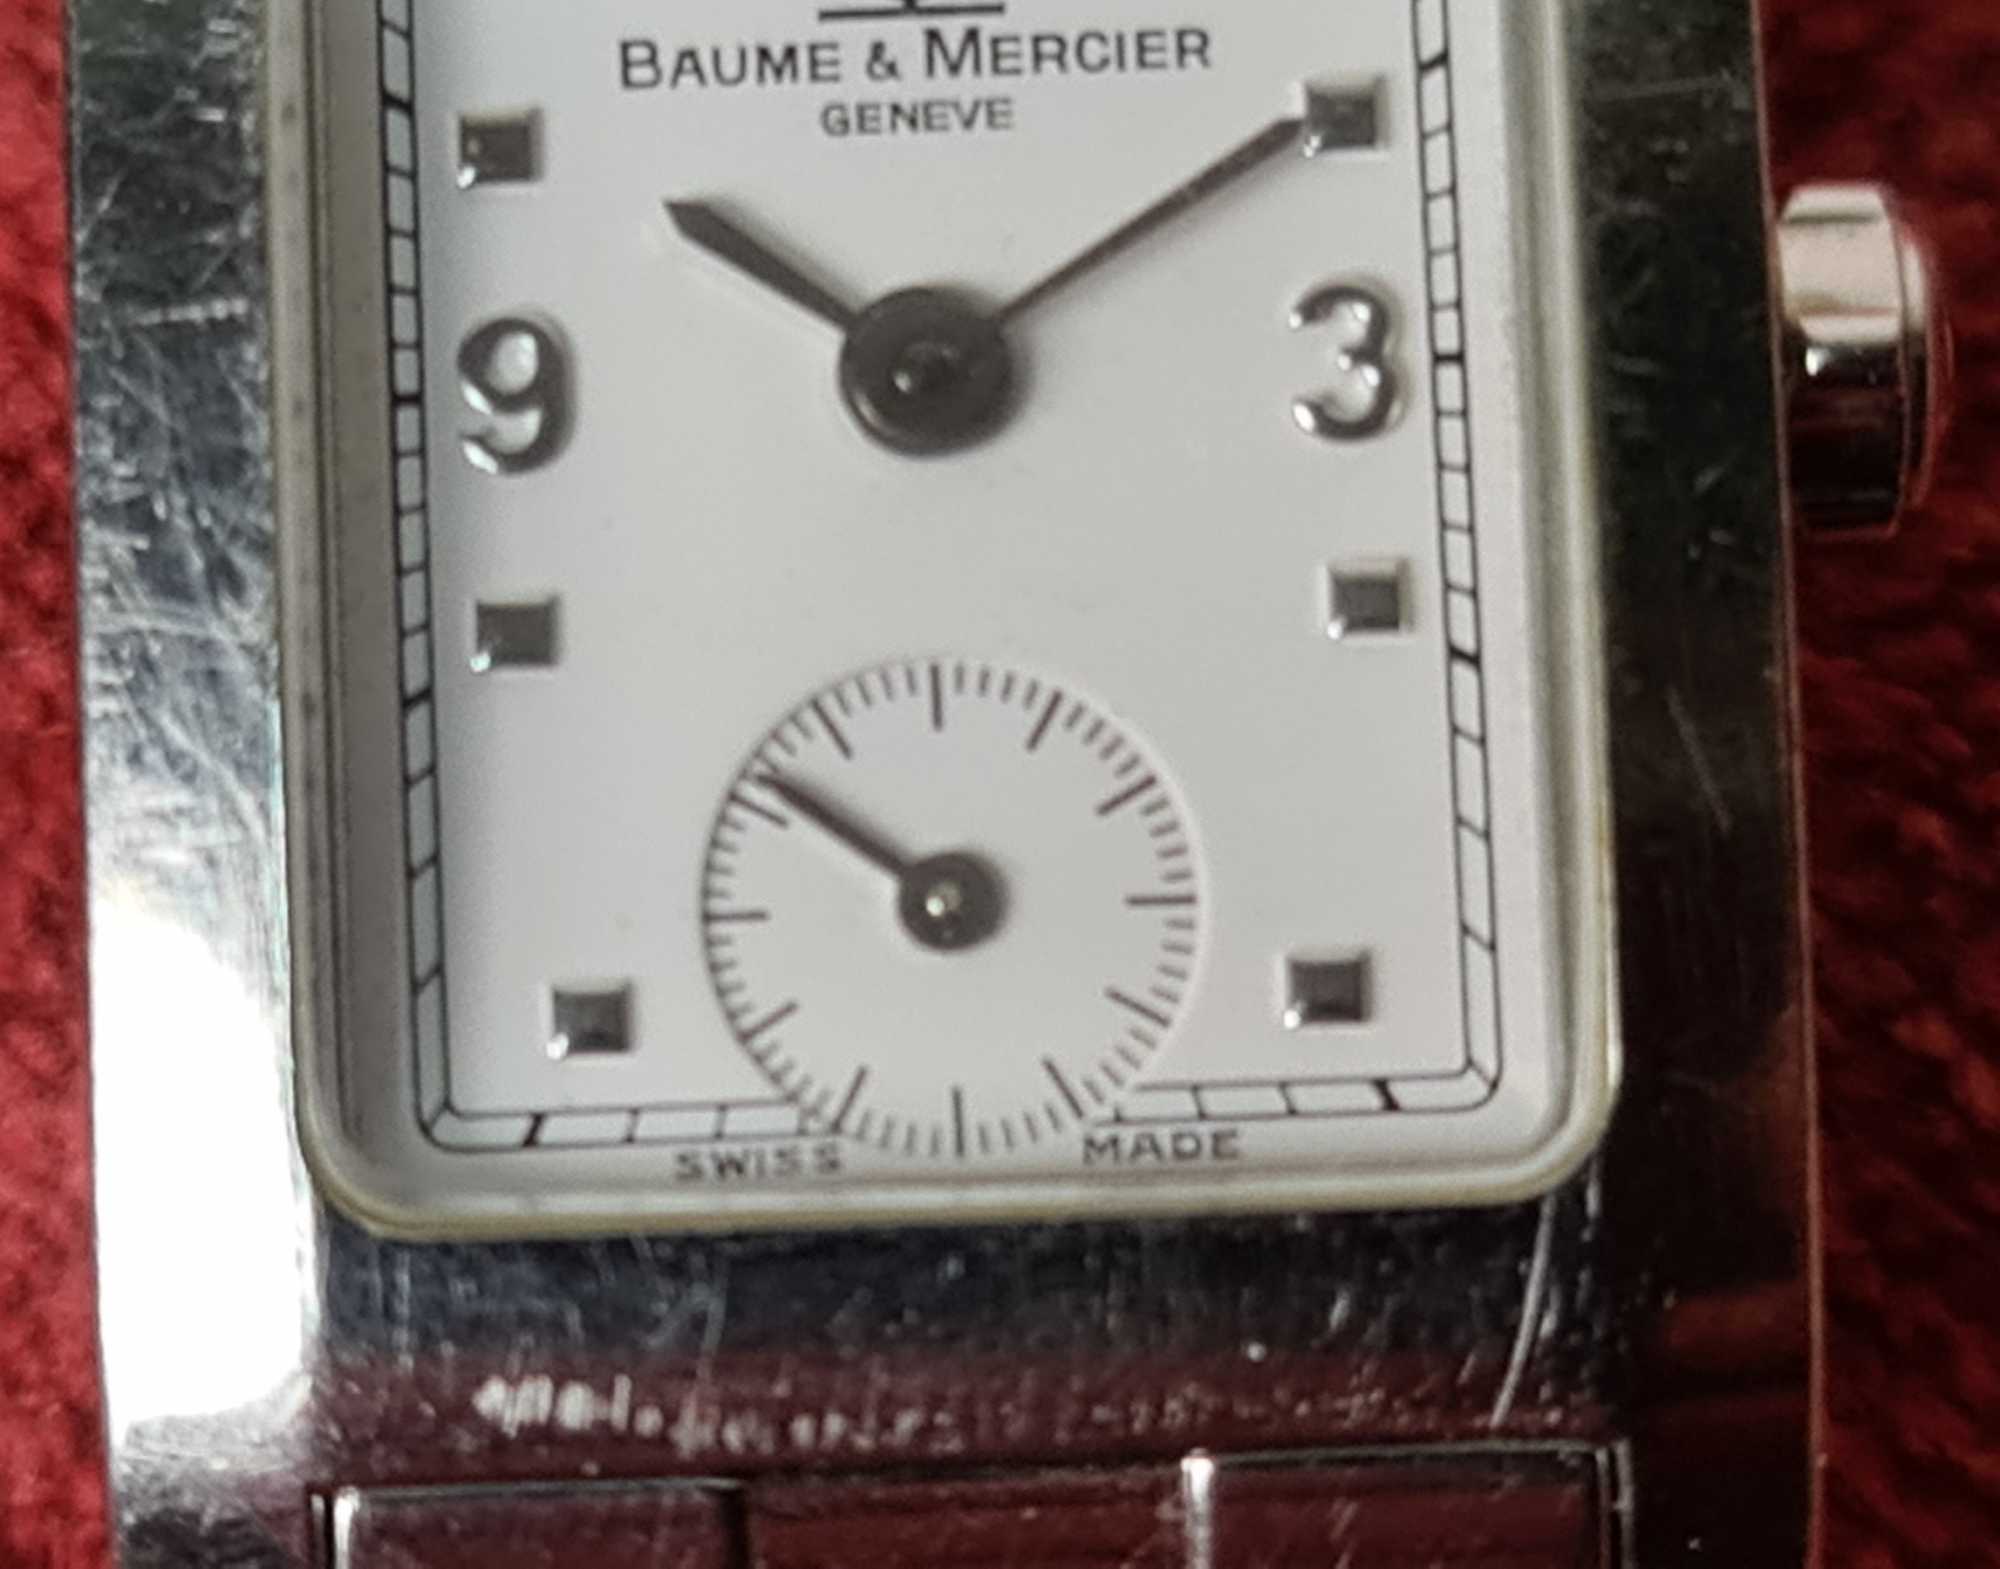 BAUME & MERCIER
GENEVE
9 3
SWISS MADE